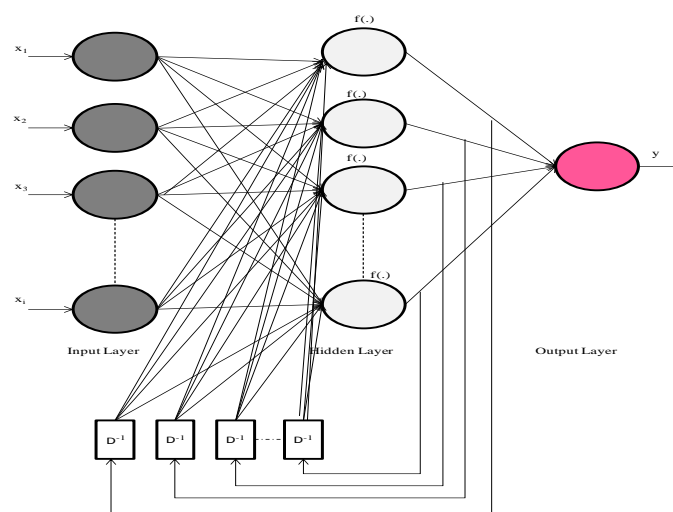 f(.)
x1
f(.)
x2
y
f(.)
x3
f(.)
xi
Input Layer
Hidden Layer
Output Layer
D-1
D-1
D-1
D-1